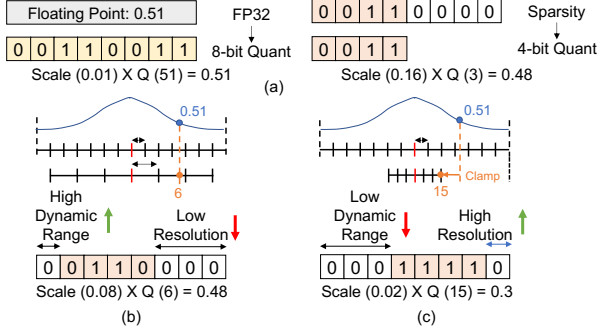 Floating Point: 0.51
FP32
0 0 1 1 0 0 1 1
8-bit Quant
Scale (0.01) X Q (51) = 0.51
0 0 1 1 0 0 0 0
Sparsity
0 0 1 1
4-bit Quant
Scale (0.16) X Q (3) = 0.48
(a)
0.51
6
High
Dynamic
Range
Low
Resolution
0 0 1 1 0 0 0 0
Scale (0.08) X Q (6) = 0.48
(b)
0.51
Clamp
15
Low
Dynamic
Range
High
Resolution
0 0 0 1 1 1 1 0
Scale (0.02) X Q (15) = 0.3
(c)